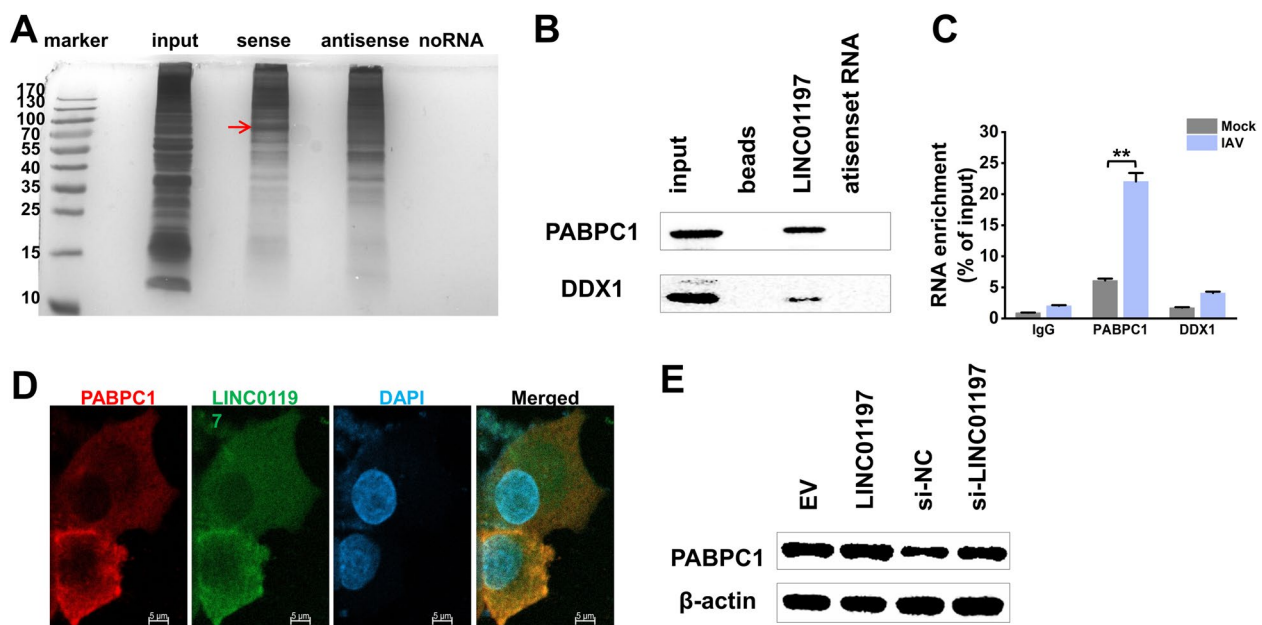 A
marker input sense antisense noRNA
170
130
100
70
55
40
35
25
15
10
B
input
beads
LINC01197
atisenset RNA
PABPC1
DDX1
C
Mock
IAV
**
RNA enrichment
(% of input)
30
25
20
15
10
5
0
IgG PABPC1 DDX1
D
PABPC1
LINC0119
7
DAPI
Merged
5 µm
5 µm
5 µm
5 µm
E
EV
LINC01197
si-NC
si-LINC01197
PABPC1
β-actin